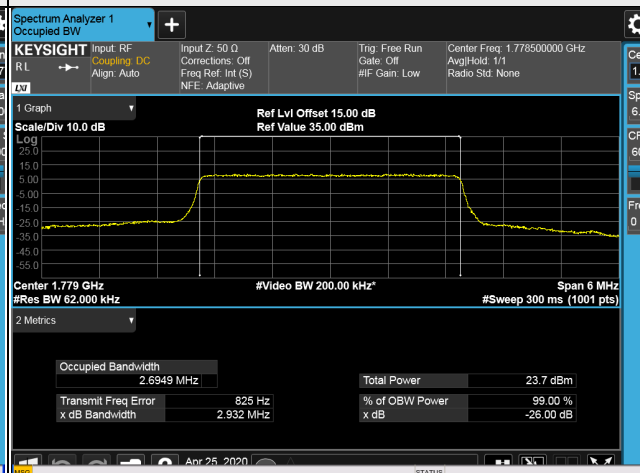 Spectrum Analyzer 1
Occupied BW
KEYSIGHT
RL
LXI
Input: RF
Coupling: DC
Align: Auto
Input Z: 50 Ω
Corrections: Off
Freq Ref: Int (S)
NFE: Adaptive
Atten: 30 dB
Trig: Free Run
Gate: Off
#IF Gain: Low
Center Freq: 1.778500000 GHz
Avg|Hold: 1/1
Radio Std: None
1 Graph
Scale/Div 10.0 dB
Ref Lvl Offset 15.00 dB
Ref Value 35.00 dBm
Log
25.0
15.0
5.00
-5.00
-15.0
-25.0
-35.0
-45.0
-55.0
Center 1.779 GHz
#Res BW 62.000 kHz
#Video BW 200.00 kHz*
Span 6 MHz
#Sweep 300 ms (1001 pts)
2 Metrics
Occupied Bandwidth
2.6949 MHz
Total Power 23.7 dBm
Transmit Freq Error 825 Hz
x dB Bandwidth 2.932 MHz
% of OBW Power 99.00 %
x dB -26.00 dB
Apr 25, 2020
MSG
STATUS